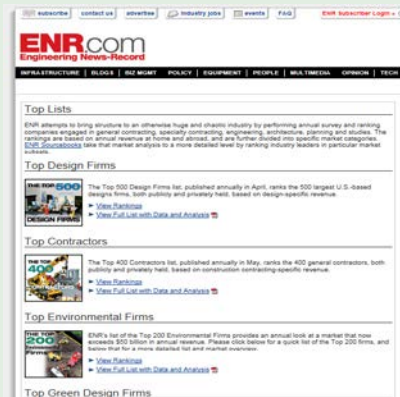 subscribe contact us advertise industry jobs events FAQ ENR Subscriber Login »
ENR.com
Engineering News-Record
INFRASTRUCTURE | BLOGS | BIZ MGMT POLICY | EQUIPMENT | PEOPLE | MULTIMEDIA OPINION | TECH
Top Lists
ENR attempts to bring structure to an otherwise huge and chaotic industry by performing annual survey and ranking
companies engaged in general contracting, specialty contracting, engineering, architecture, planning and studies. The
rankings are based on annual revenue at home and abroad, and are further divided into specific market categories.
ENR Sourcebooks take that market analysis to a more detailed level by ranking industry leaders in particular market
subsets.
Top Design Firms
THE TOP 500
DESIGN FIRMS
The Top 500 Design Firms list, published annually in April, ranks the 500 largest U.S.-based
designs firms, both publicly and privately held, based on design-specific revenue.
► View Rankings
► View Full List with Data and Analysis
Top Contractors
THE TOP
400
CONTRACTORS
The Top 400 Contractors list, published annually in May, ranks the 400 general contractors, both
publicly and privately held, based on construction contracting-specific revenue.
► View Rankings
► View Full List with Data and Analysis
Top Environmental Firms
THE TOP
200
Firms
ENR's list of the Top 200 Environmental Firms provides an annual look at a market that now
exceeds $50 billion in annual revenue. Please click below for a quick list of the Top 200 firms, and
below that for a more detailed list and market overview.
► View Rankings
► View Full List with Data and Analysis
Top Green Design Firms